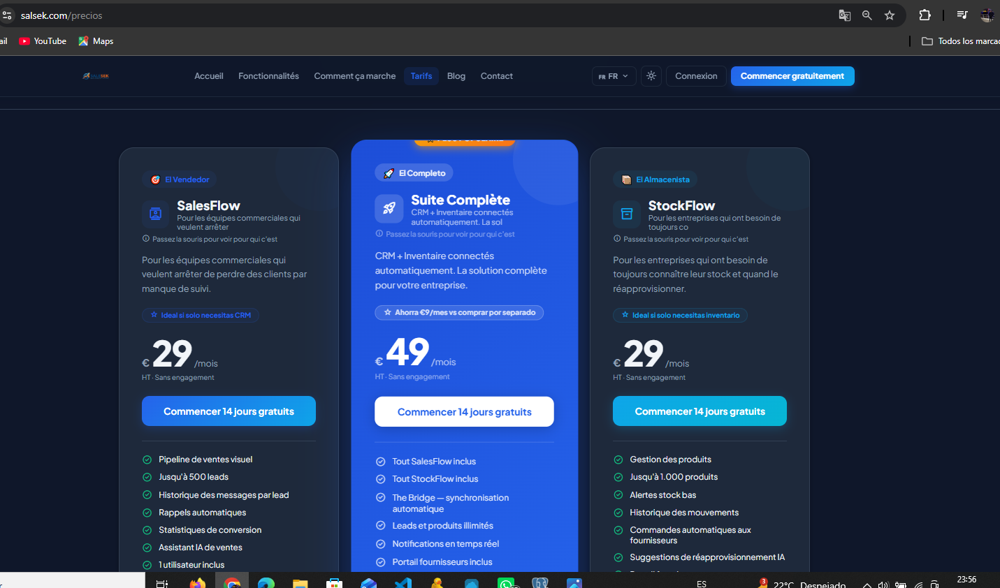 salsek.com/precios
ail
YouTube
Maps
Todos los marca
SEK
Accueil
Fonctionnalités
Comment ça marche
Tarifs
Blog
Contact
FR FR
Connexion
Commencer gratuitement
El Vendedor
SalesFlow
Pour les équipes commerciales qui
veulent arrêter
Passez la souris pour voir pour qui c'est
Pour les équipes commerciales qui
veulent arrêter de perdre des clients par
manque de suivi.
Ideal si solo necesitas CRM
€ 29 /mois
HT · Sans engagement
Commencer 14 jours gratuits
Pipeline de ventes visuel
Jusqu'à 500 leads
Historique des messages par lead
Rappels automatiques
Statistiques de conversion
Assistant IA de ventes
1 utilisateur inclus
El Completo
Suite Complète
CRM + Inventaire connectés
automatiquement. La sol
Passez la souris pour voir pour qui c'est
CRM + Inventaire connectés
automatiquement. La solution complète
pour votre entreprise.
Ahorra €9/mes vs comprar por separado
€ 49 /mois
HT · Sans engagement
Commencer 14 jours gratuits
Tout SalesFlow inclus
Tout StockFlow inclus
The Bridge — synchronisation
automatique
Leads et produits illimités
Notifications en temps réel
Portail fournisseurs inclus
El Almacenista
StockFlow
Pour les entreprises qui ont besoin de
toujours co
Passez la souris pour voir pour qui c'est
Pour les entreprises qui ont besoin de
toujours connaître leur stock et quand le
réapprovisionner.
Ideal si solo necesitas inventario
€ 29 /mois
HT · Sans engagement
Commencer 14 jours gratuits
Gestion des produits
Jusqu'à 1.000 produits
Alertes stock bas
Historique des mouvements
Commandes automatiques aux
fournisseurs
Suggestions de réapprovisionnement IA
ES
3
22°C Despejado
23:56